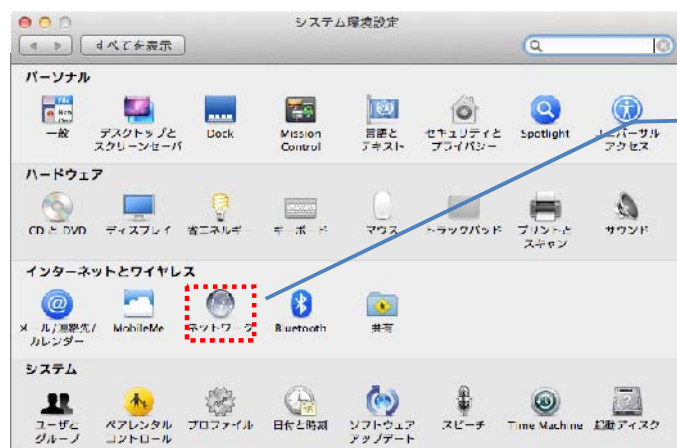 システム環境設定
すべてを表示
パーソナル
一般
デスクトップと
スクリーンセーバ
Dock
Mission
Control
言語と
テキスト
セキュリティと
プライバシー
Spotlight
ユニバーサル
アクセス
ハードウェア
CD と DVD
ディスプレイ
省エネルギー
キーボード
マウス
トラックパッド
プリントと
スキャン
サウンド
インターネットとワイヤレス
メール/連絡先/
カレンダー
MobileMe
ネットワーク
Bluetooth
共有
システム
ユーザと
グループ
ペアレンタル
コントロール
プロファイル
日付と時刻
ソフトウェア
アップデート
スピーチ
Time Machine
起動ディスク